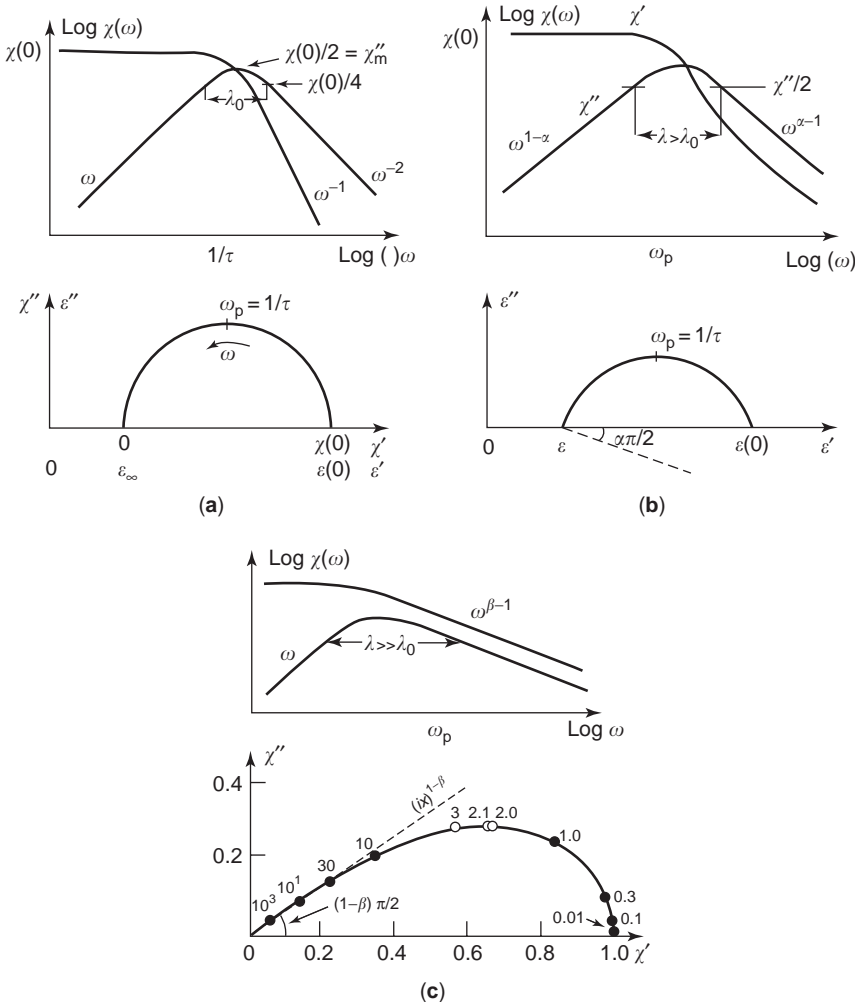 Log χ(ω)
χ(0)
χ(0)/2 = χ″m
χ(0)/4
λ0
ω
ω–1
ω–2
1/τ
Log ( )ω
χ″ ε″
ωp = 1/τ
ω
0 χ(0) χ′
0 ε∞ ε(0) ε′
(a)
Log χ(ω) χ′
χ(0)
χ″/2
χ″
ω1–α
λ>λ0
ωα–1
ωp
Log (ω)
ε″
ωp = 1/τ
απ/2
0 ε ε(0) ε′
(b)
Log χ(ω)
ωβ–1
ω
λ>>λ0
ωp
Log ω
χ″
0.4
(ix)1–β
3 2.1 2.0
10 1.0
0.2
30
101
103
(1–β) π/2
0.3
0.01 0.1
0 0.2 0.4 0.6 0.8 1.0 χ′
(c)